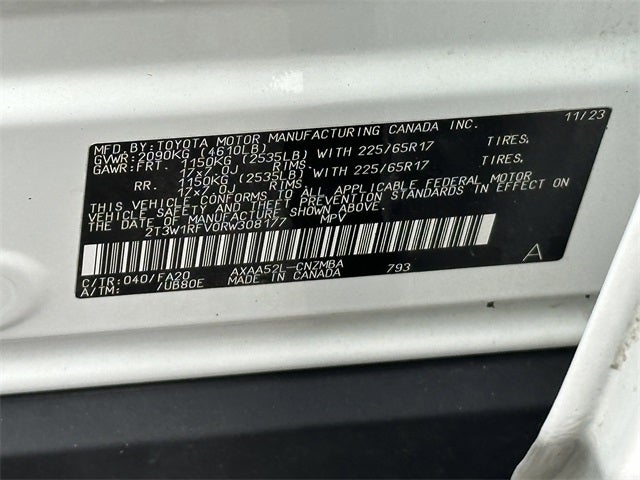 11/23
MFD.BY:TOYOTA MOTOR MANUFACTURING CANADA INC.
GVWR:2090KG (4610LB)
GAWR:FRT. 1150KG (2535LB) WITH 225/65R17 TIRES,
17x7.0J RIMS
RR. 1150KG (2535LB) WITH 225/65R17 TIRES,
17x7.0J RIMS
THIS VEHICLE CONFORMS TO ALL APPLICABLE FEDERAL MOTOR
VEHICLE SAFETY AND THEFT PREVENTION STANDARDS IN EFFECT ON
THE DATE OF MANUFACTURE SHOWN ABOVE.
2T3W1RFV0RW308177 MPV
C/TR:040/FA20 AXAA52L-CNZMBA 793 A
A/TM: /UB80E MADE IN CANADA